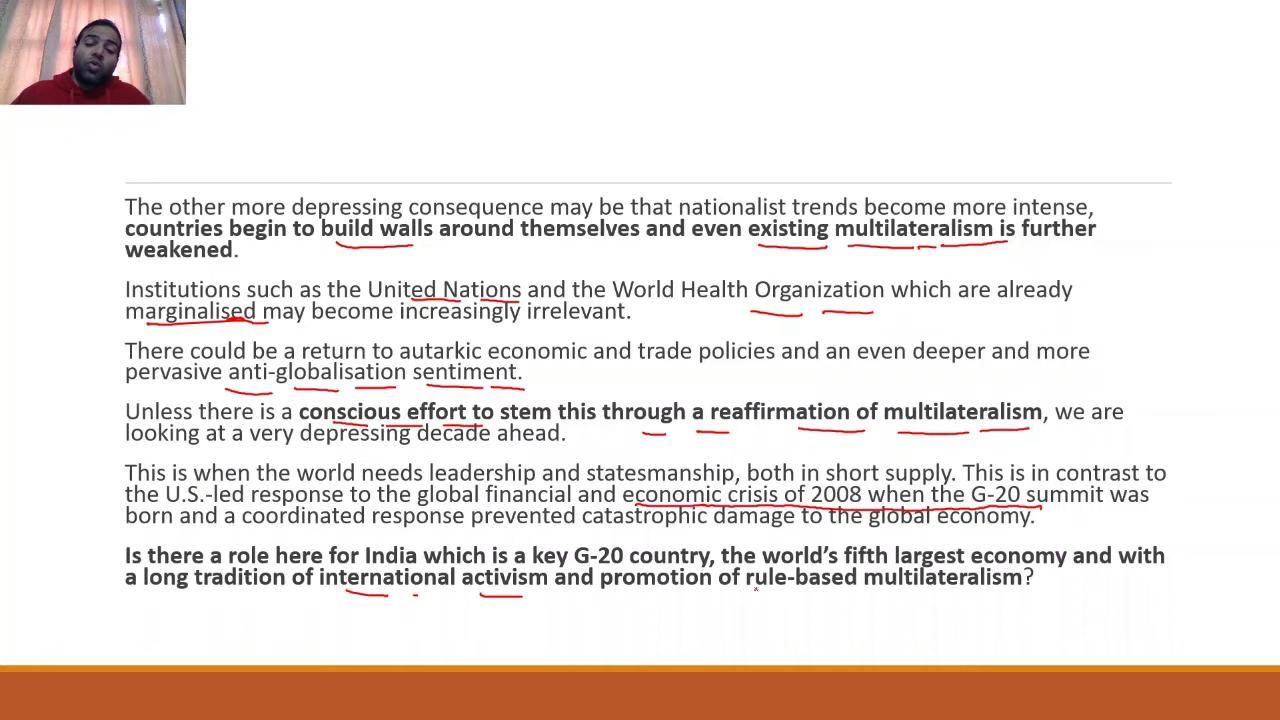 The other more depressing consequence may be that nationalist trends become more intense,
countries begin to build walls around themselves and even existing multilateralism is further
weakened.
Institutions such as the United Nations and the World Health Organization which are already
marginalised may become increasingly irrelevant.
There could be a return to autarkic economic and trade policies and an even deeper and more
pervasive anti-globalisation sentiment.
Unless there is a conscious effort to stem this through a reaffirmation of multilateralism, we are
looking at a very depressing decade ahead.
This is when the world needs leadership and statesmanship, both in short supply. This is in contrast to
the U.S.-led response to the global financial and economic crisis of 2008 when the G-20 summit was
born and a coordinated response prevented catastrophic damage to the global economy.
Is there a role here for India which is a key G-20 country, the world’s fifth largest economy and with
a long tradition of international activism and promotion of rule-based multilateralism?